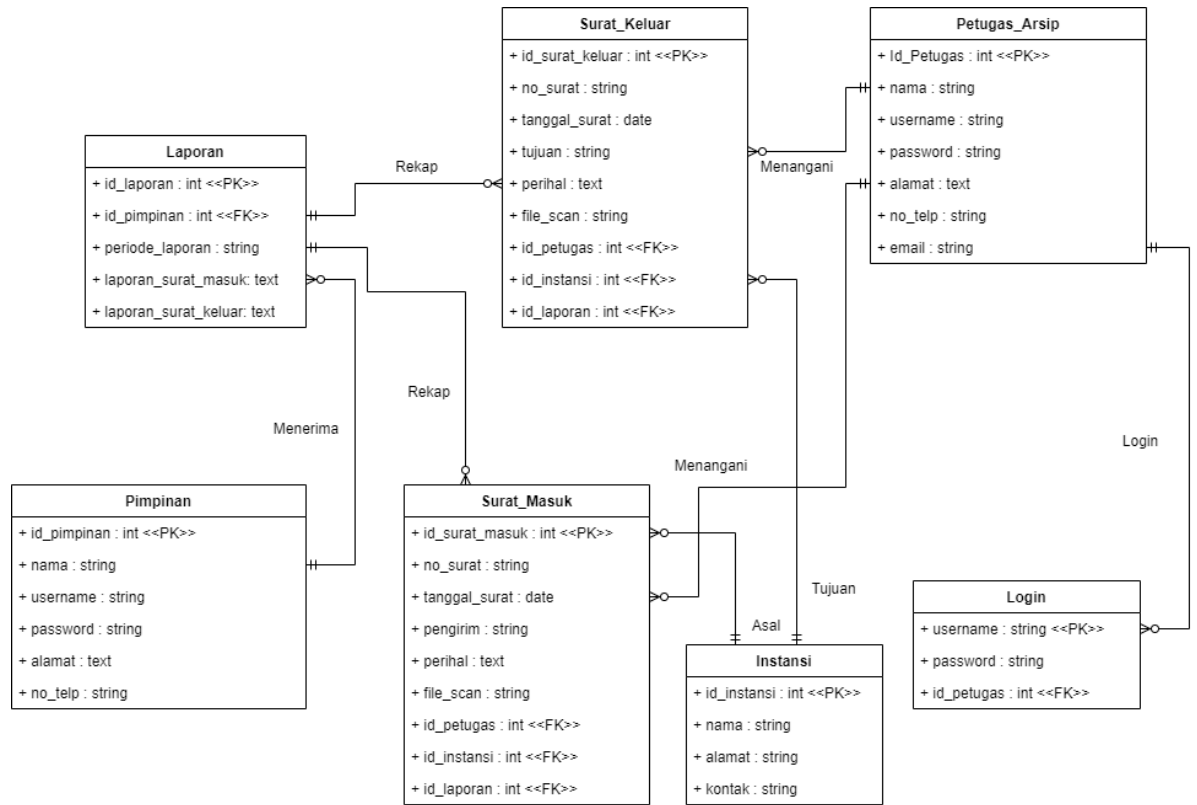 Surat_Keluar
+ id_surat_keluar : int <<PK>>
+ no_surat : string
+ tanggal_surat : date
+ tujuan : string
+ perihal : text
+ file_scan : string
+ id_petugas : int <<FK>>
+ id_instansi : int <<FK>>
+ id_laporan : int <<FK>>
Petugas_Arsip
+ Id_Petugas : int <<PK>>
+ nama : string
+ username : string
+ password : string
+ alamat : text
+ no_telp : string
+ email : string
Menangani
Laporan
+ id_laporan : int <<PK>>
+ id_pimpinan : int <<FK>>
+ periode_laporan : string
+ laporan_surat_masuk: text
+ laporan_surat_keluar: text
Rekap
Rekap
Menerima
Menangani
Login
Pimpinan
+ id_pimpinan : int <<PK>>
+ nama : string
+ username : string
+ password : string
+ alamat : text
+ no_telp : string
Surat_Masuk
+ id_surat_masuk : int <<PK>>
+ no_surat : string
+ tanggal_surat : date
+ pengirim : string
+ perihal : text
+ file_scan : string
+ id_petugas : int <<FK>>
+ id_instansi : int <<FK>>
+ id_laporan : int <<FK>>
Tujuan
Asal
Instansi
+ id_instansi : int <<PK>>
+ nama : string
+ alamat : string
+ kontak : string
Login
+ username : string <<PK>>
+ password : string
+ id_petugas : int <<FK>>